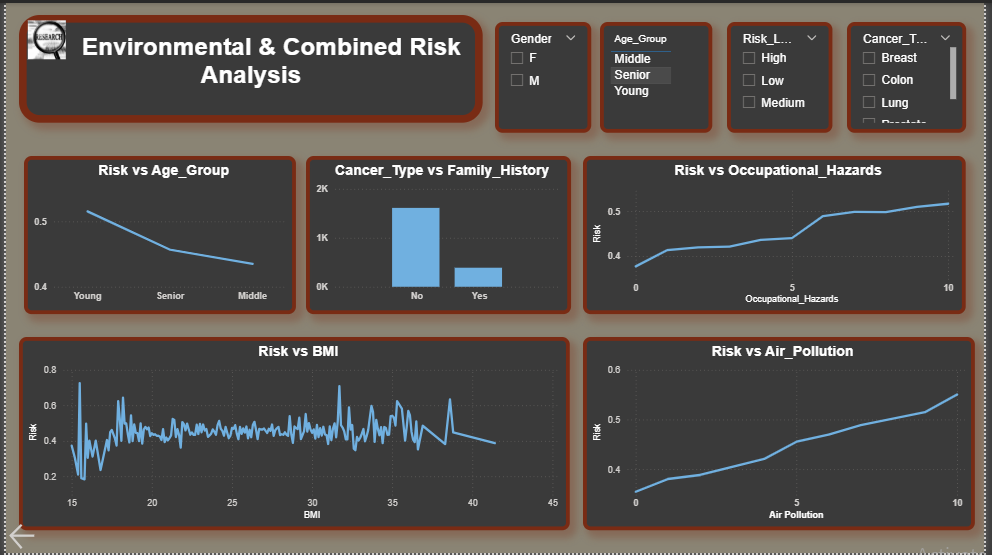 RESEARCH
Environmental & Combined Risk
Analysis
Gender
F
M
Age_Group
Middle
Senior
Young
Risk_L...
High
Low
Medium
Cancer_T...
Breast
Colon
Lung
Prostate
Risk vs Age_Group
0.5
0.4
Young Senior Middle
Cancer_Type vs Family_History
2K
1K
0K
No Yes
Risk vs Occupational_Hazards
Risk
0.5
0.4
0 5 10
Occupational_Hazards
Risk vs BMI
Risk
0.8
0.6
0.4
0.2
15 20 25 30 35 40 45
BMI
Risk vs Air_Pollution
Risk
0.6
0.5
0.4
0 5 10
Air Pollution